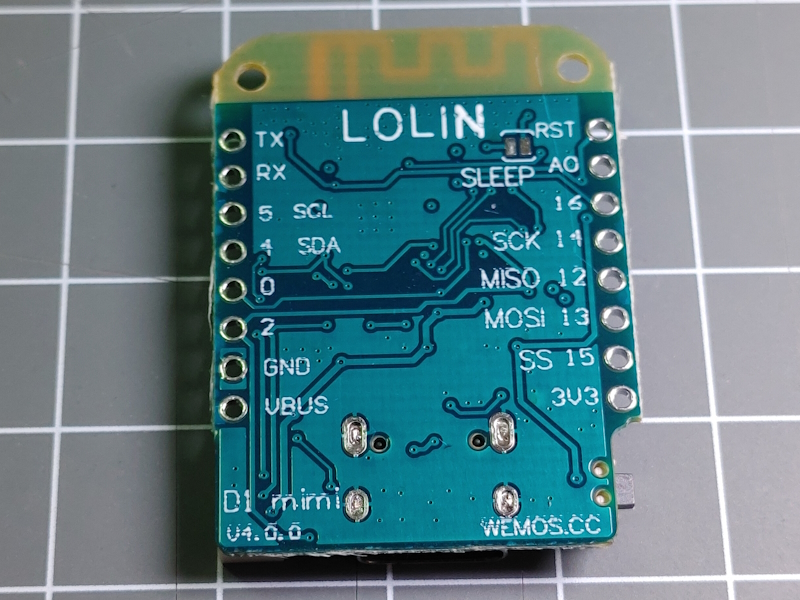 LOLIN
TX
RST
RX
SLEEP
A0
5 SCL
16
4 SDA
SCK 14
0
MISO 12
2
MOSI 13
GND
SS 15
VBUS
3V3
D1 mimi
V4.0.0
WEMOS.CC